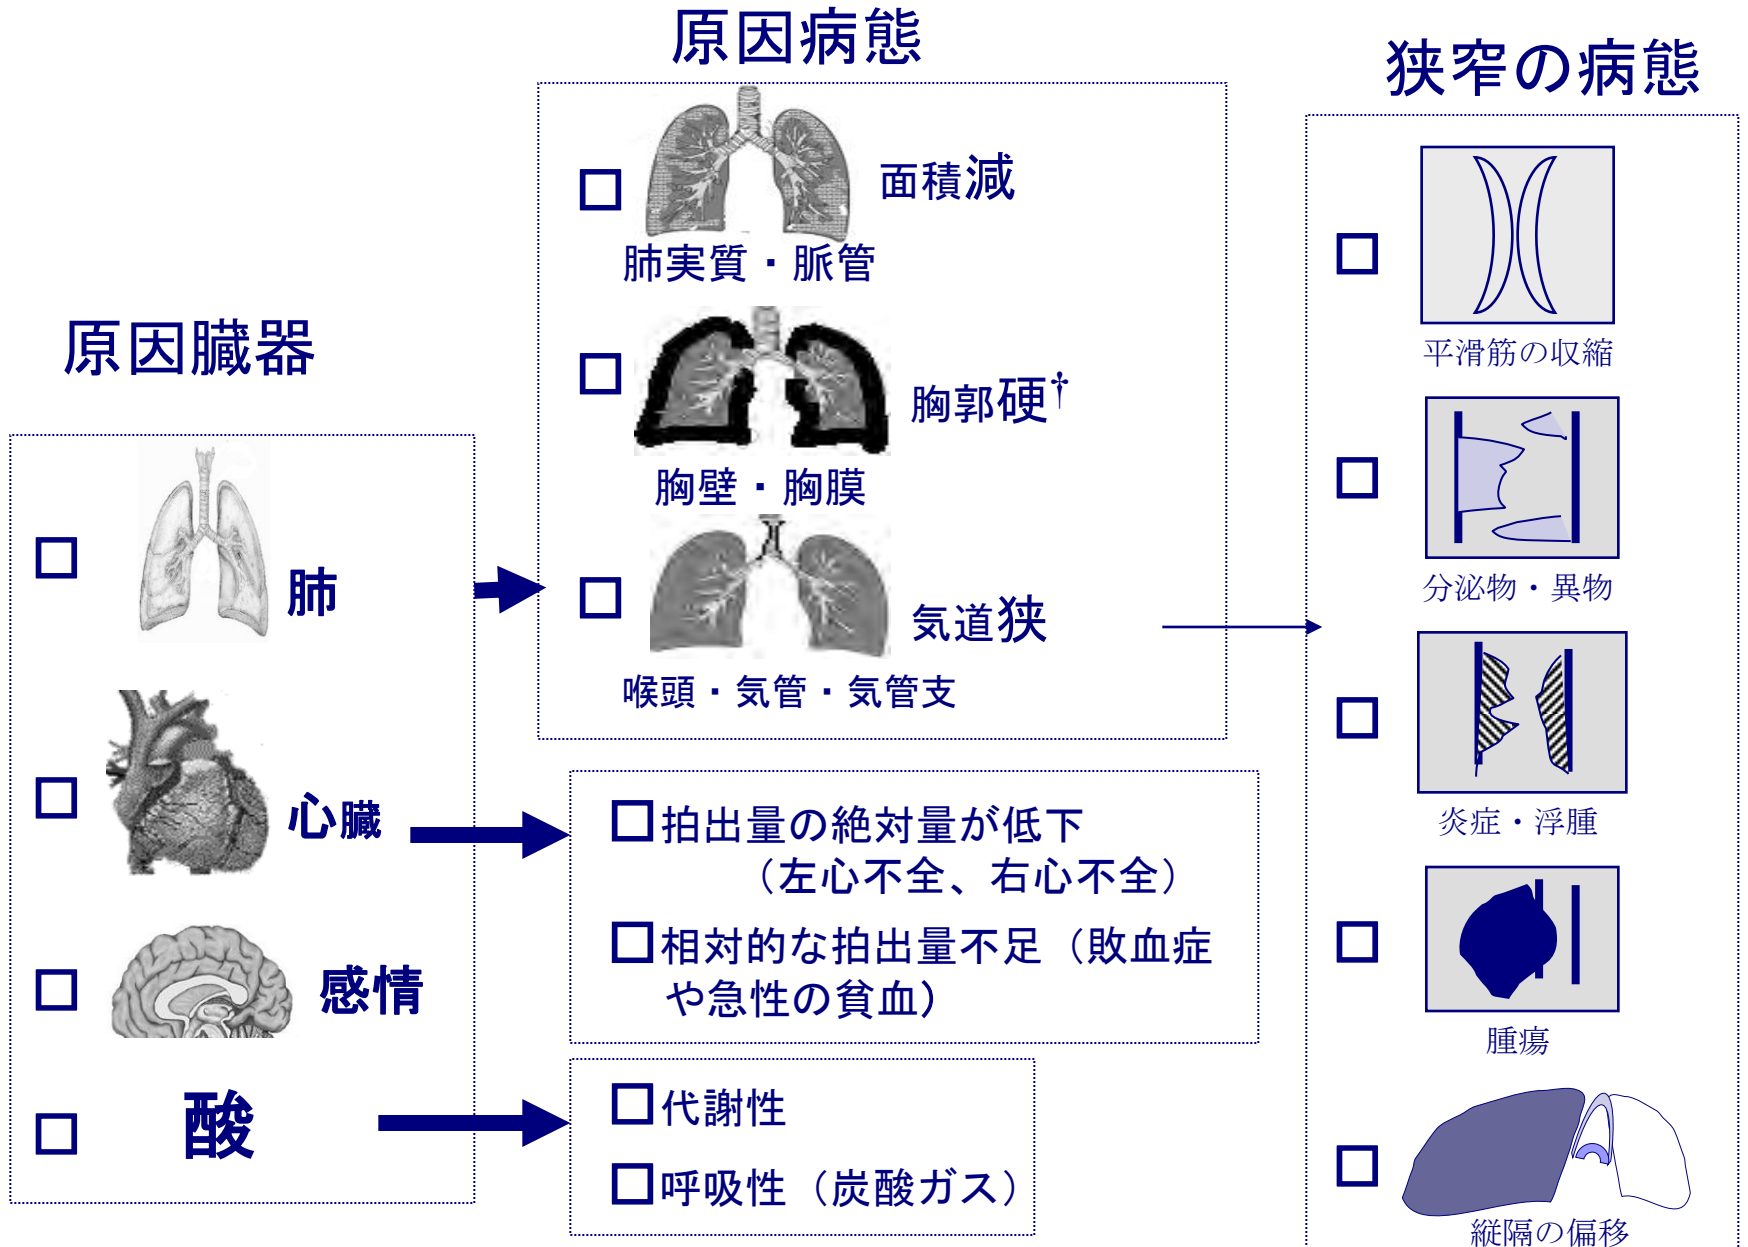 原因病態
狭窄の病態
原因臓器
□ 面積減
肺実質・脈管
□ 胸郭硬†
胸壁・胸膜
□ 気道狭
喉頭・気管・気管支
□ 肺
□ 心臓
□ 感情
□ 酸
□拍出量の絶対量が低下
（左心不全、右心不全）
□相対的な拍出量不足（敗血症
や急性の貧血）
□代謝性
□呼吸性（炭酸ガス）
□
平滑筋の収縮
□
分泌物・異物
□
炎症・浮腫
□
腫瘍
□
縦隔の偏移